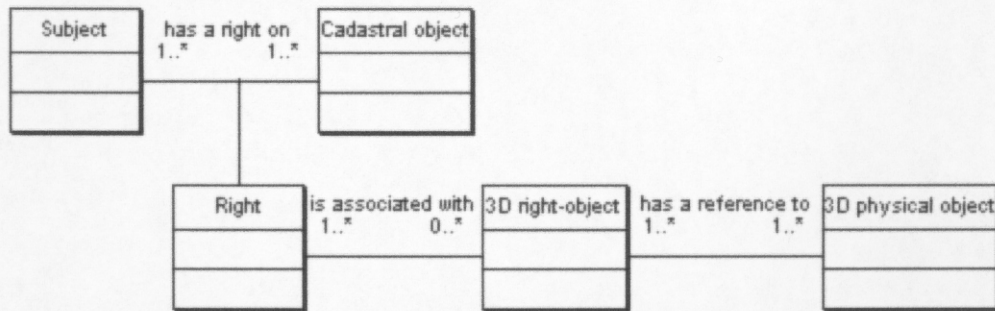 Subject
has a right on
Cadastral object
1..*
1..*
Right
is associated with
3D right-object
has a reference to
3D physical object
1..*
0..*
1..*
1..*